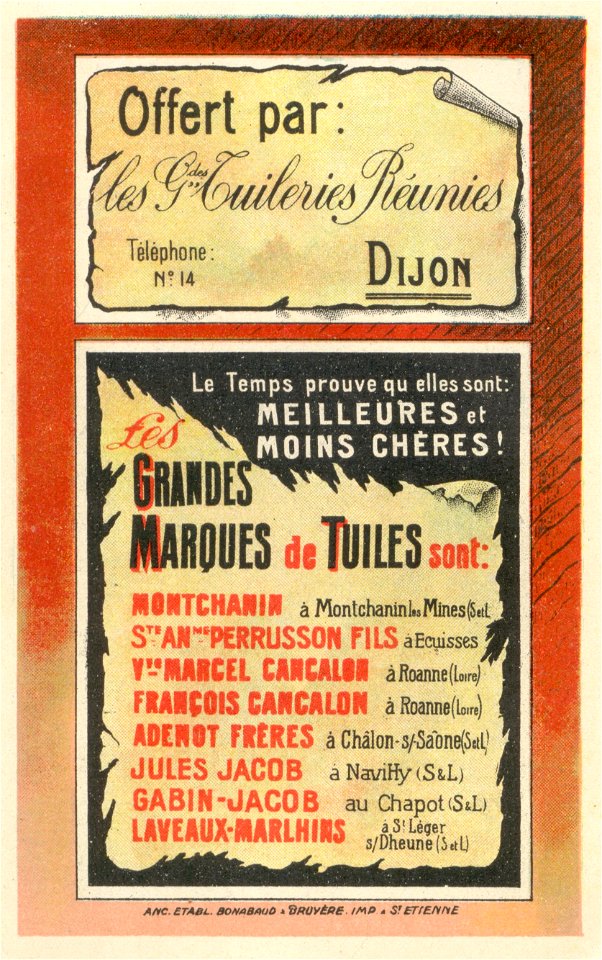 Offert par:
les Gdes Tuileries Réunies
Téléphone:
No 14
DIJON
Le Temps prouve qu'elles sont:
MEILLEURES et
MOINS CHÈRES!
Les
GRANDES
MARQUES de TUILES sont:
MONTCHANIN à Montchanin les Mines (S et L
Sté ANme PERRUSSON FILS à Ecuisses
Vve MARCEL CANCALON à Roanne (Loire)
FRANÇOIS CANCALON à Roanne (Loire)
ADENOT FRÈRES à Châlon-s/-Saône (S et L)
JULES JACOB à Navilly (S & L)
GABIN-JACOB au Chapot (S & L)
LAVEAUX-MARLHINS à St Léger s/Dheune (S et L)
ANC. ETABL. BONABAUD & BRUYÈRE. IMP. à St ETIENNE